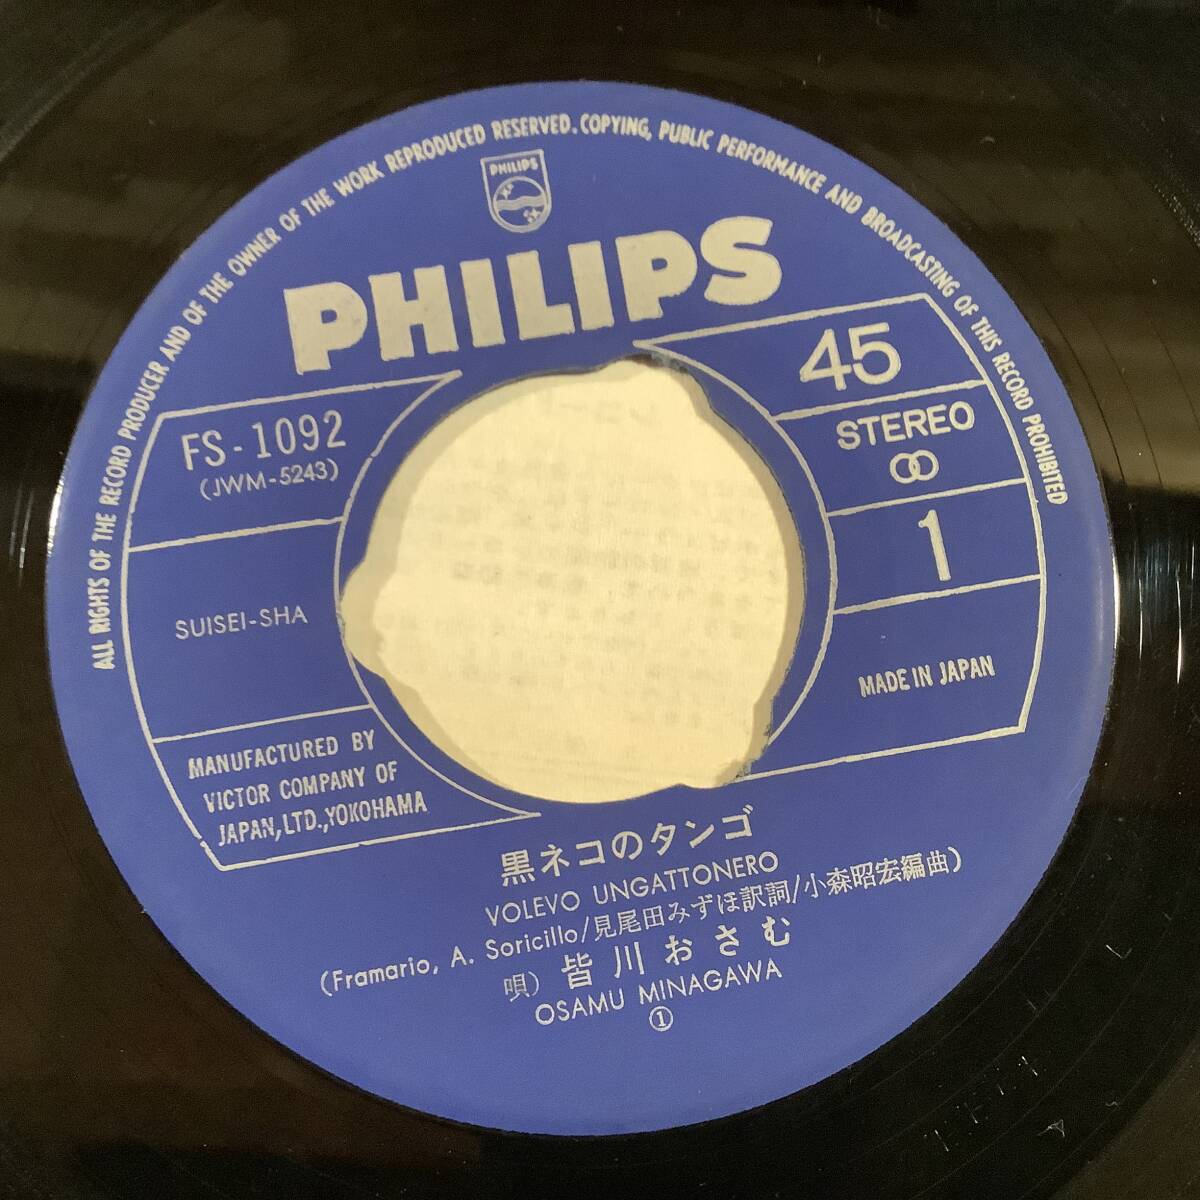 ALL RIGHTS OF THE RECORD PRODUCER AND OF THE OWNER OF THE WORK REPRODUCED RESERVED. COPYING, PUBLIC PERFORMANCE AND BROADCASTING OF THIS RECORD PROHIBITED
PHILIPS
PHILIPS
45
FS-1092
(JWM-5243)
STEREO
1
SUISEI-SHA
MADE IN JAPAN
MANUFACTURED BY
VICTOR COMPANY OF
JAPAN, LTD., YOKOHAMA
黒ネコのタンゴ
VOLEVO UNGATTONERO
(Framario, A. Soricillo/見尾田みずほ訳詞/小森昭宏編曲)
唄) 皆川おさむ
OSAMU MINAGAWA
①